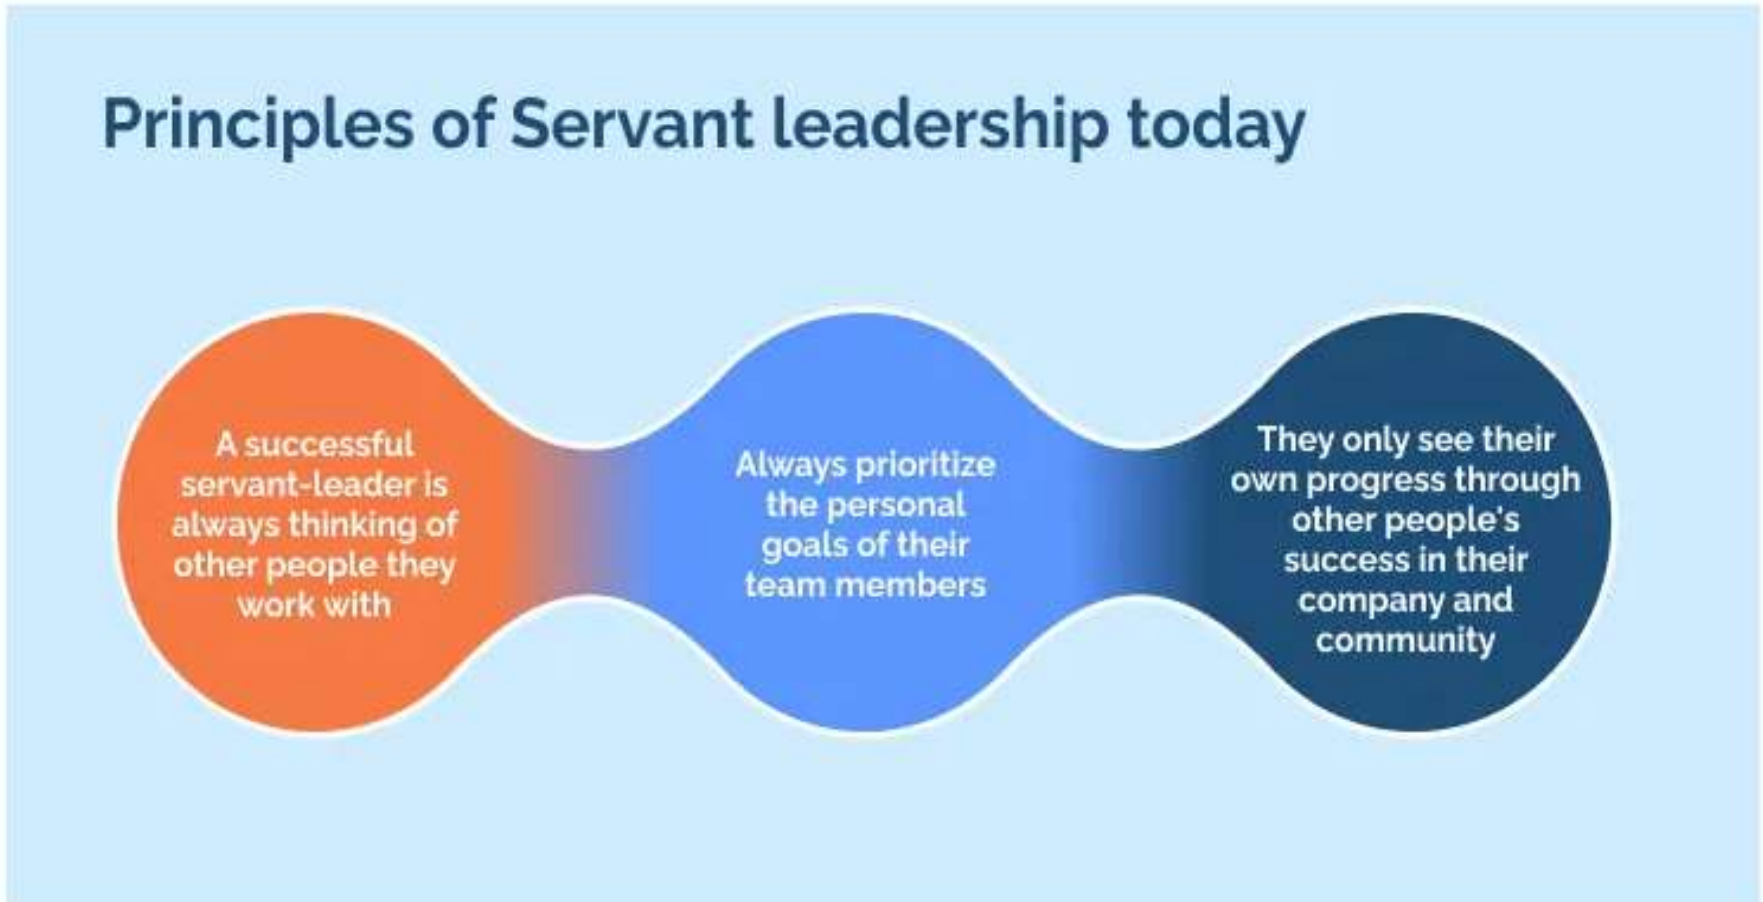 Principles of Servant leadership today
A successful
servant-leader is
always thinking of
other people they
work with
Always prioritize
the personal
goals of their
team members
They only see their
own progress through
other people's
success in their
company and
community